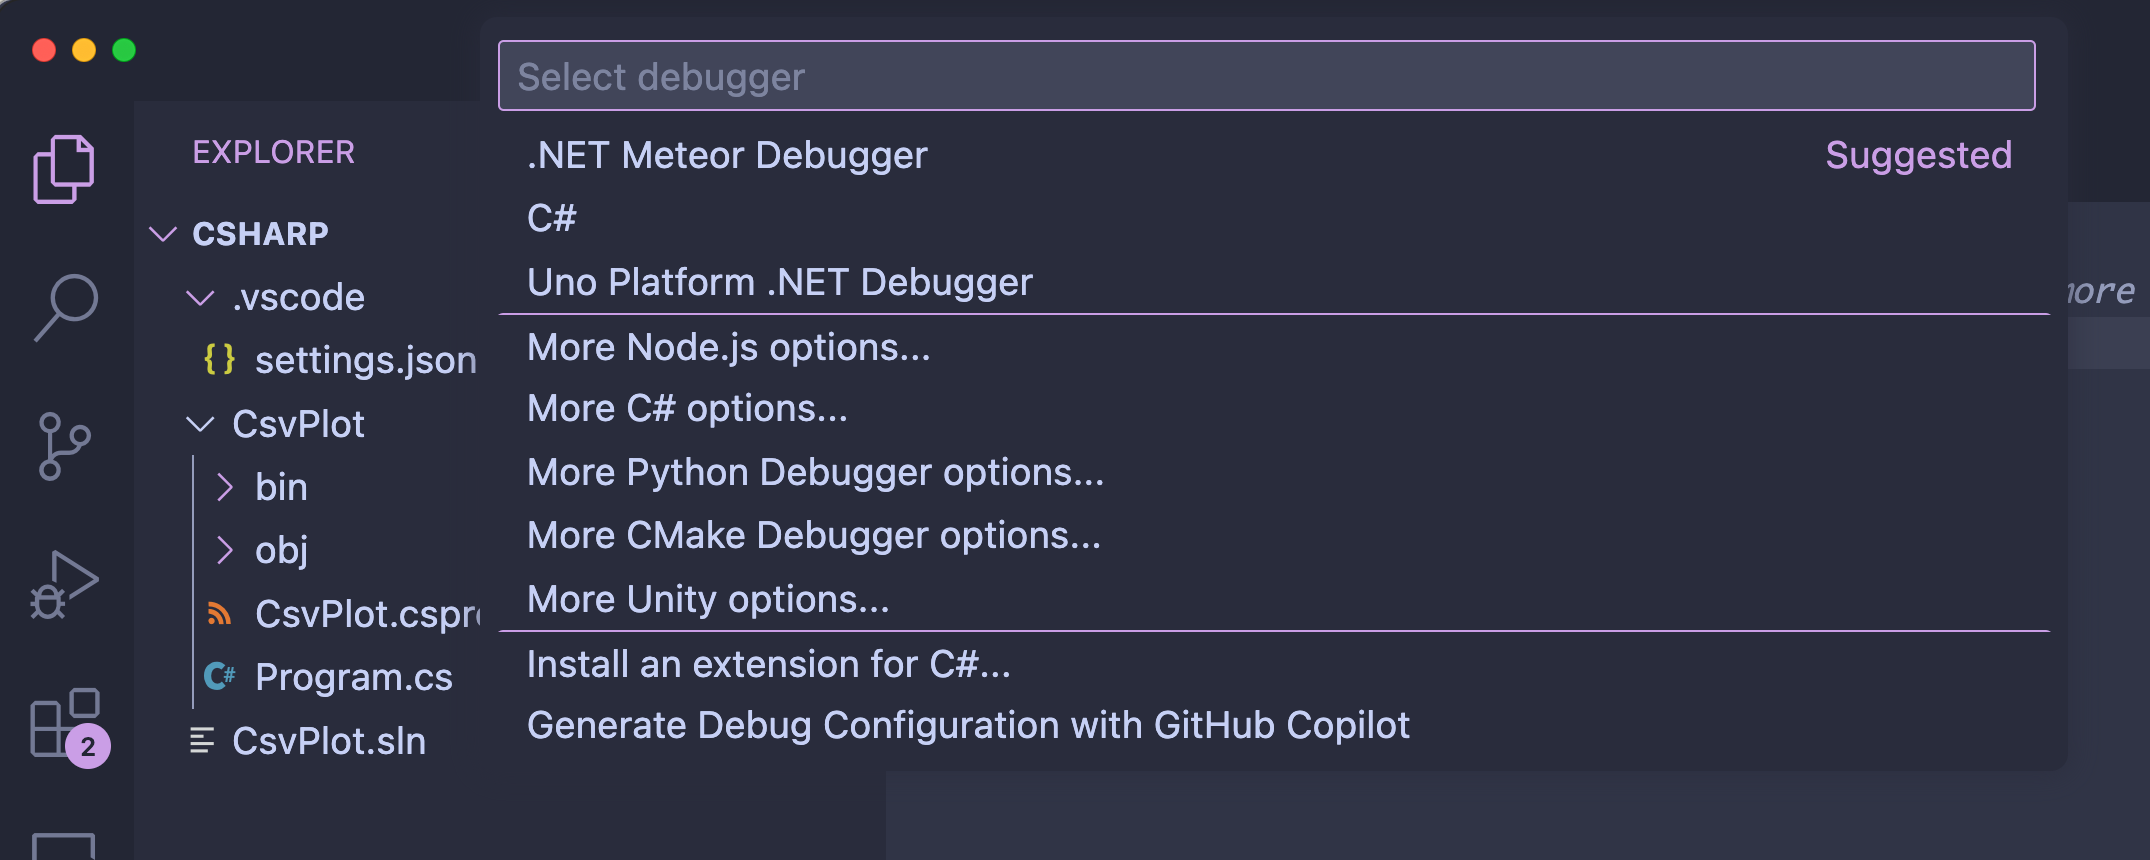 Select debugger
.NET Meteor Debugger Suggested
C#
Uno Platform .NET Debugger
More Node.js options...
More C# options...
More Python Debugger options...
More CMake Debugger options...
More Unity options...
Install an extension for C#...
Generate Debug Configuration with GitHub Copilot
EXPLORER
CSHARP
.vscode
{} settings.json
CsvPlot
bin
obj
CsvPlot.cspr
C# Program.cs
CsvPlot.sln
2
more